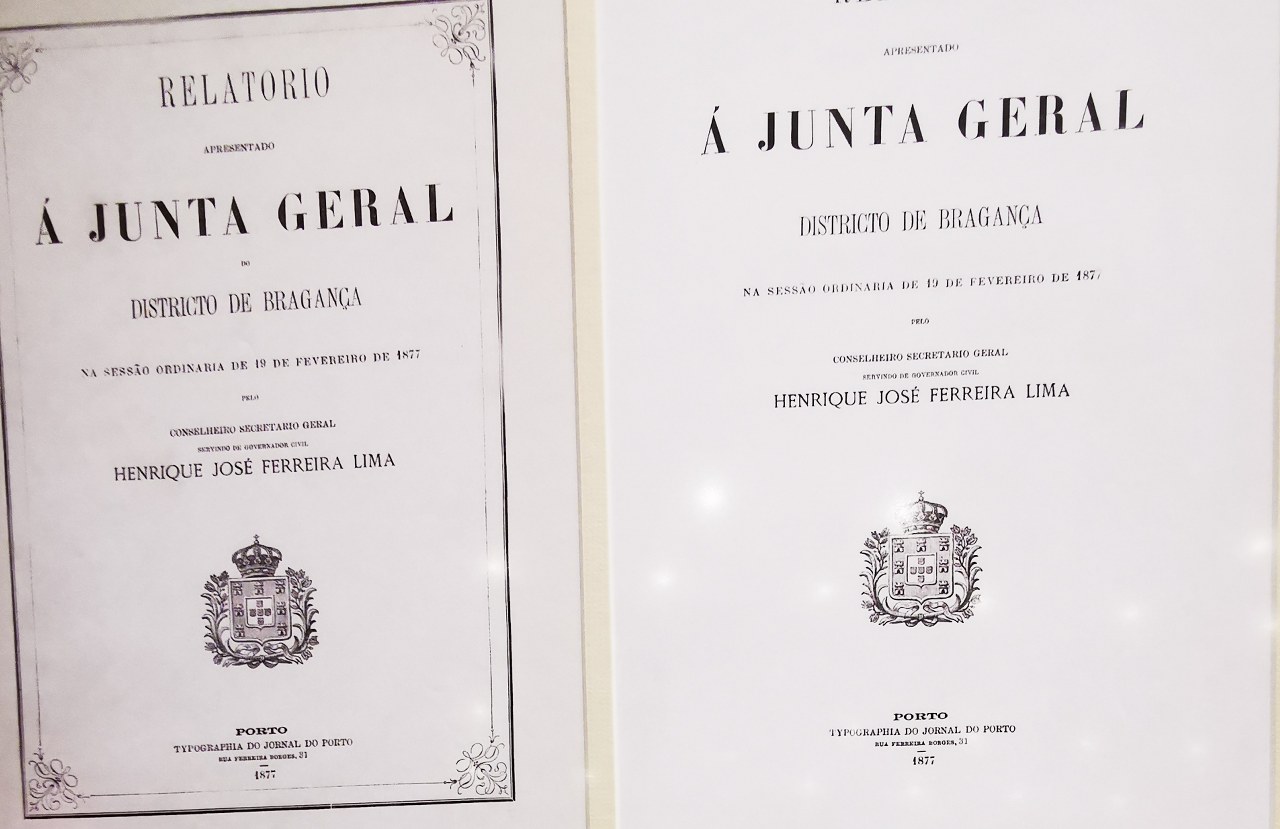 RELATORIO
APRESENTADO
Á JUNTA GERAL
DO
DISTRICTO DE BRAGANÇA
NA SESSÃO ORDINARIA DE 19 DE FEVEREIRO DE 1877
PELO
CONSELHEIRO SECRETARIO GERAL
SERVINDO DE GOVERNADOR CIVIL
HENRIQUE JOSÉ FERREIRA LIMA
PORTO
TYPOGRAPHIA DO JORNAL DO PORTO
RUA FERREIRA BORGES, 31
1877
APRESENTADO
Á JUNTA GERAL
DISTRICTO DE BRAGANÇA
NA SESSÃO ORDINARIA DE 19 DE FEVEREIRO DE 1877
PELO
CONSELHEIRO SECRETARIO GERAL
SERVINDO DE GOVERNADOR CIVIL
HENRIQUE JOSÉ FERREIRA LIMA
PORTO
TYPOGRAPHIA DO JORNAL DO PORTO
RUA FERREIRA BORGES, 31
1877